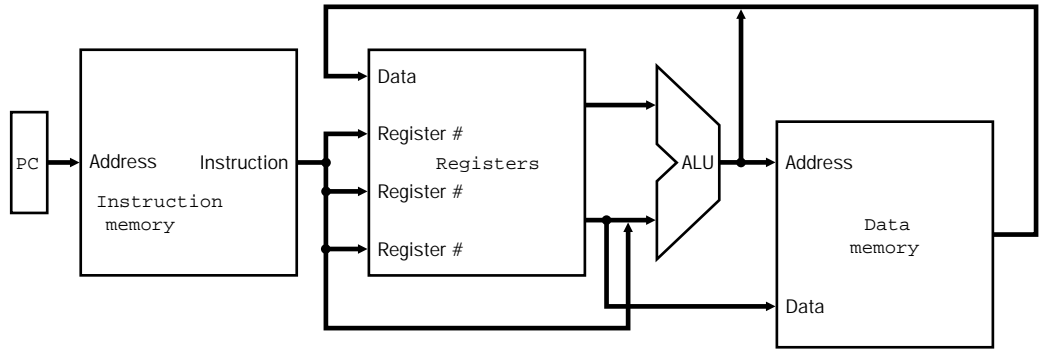 PC
Address
Instruction
Instruction
memory
Data
Register #
Register #
Register #
Registers
ALU
Address
Data
memory
Data